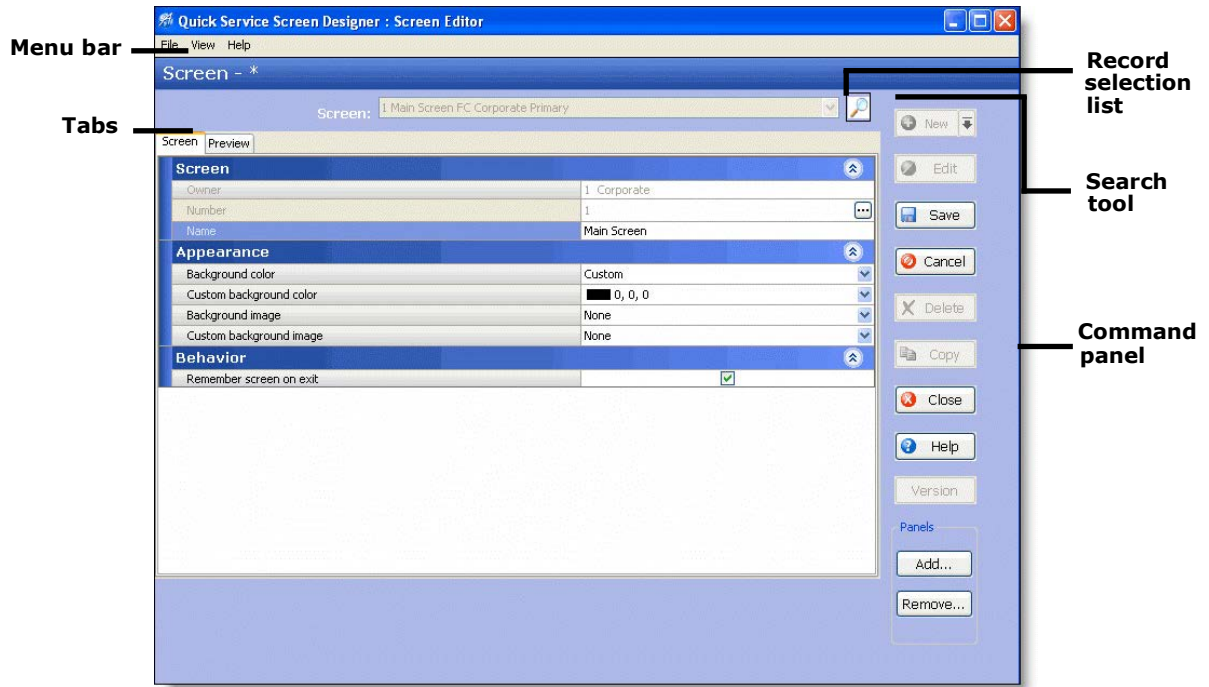 Quick Service Screen Designer : Screen Editor
Menu bar
File View Help
Screen - *
Record
selection
list
Screen: 1 Main Screen FC Corporate Primary
New
Tabs
Screen Preview
Screen
Edit
Owner 1 Corporate
Search
tool
Number 1 ...
Save
Name Main Screen
Appearance
Cancel
Background color Custom
Custom background color 0, 0, 0
Delete
Background image None
Custom background image None
Command
panel
Behavior
Copy
Remember screen on exit
Close
Help
Version
Panels
Add...
Remove...